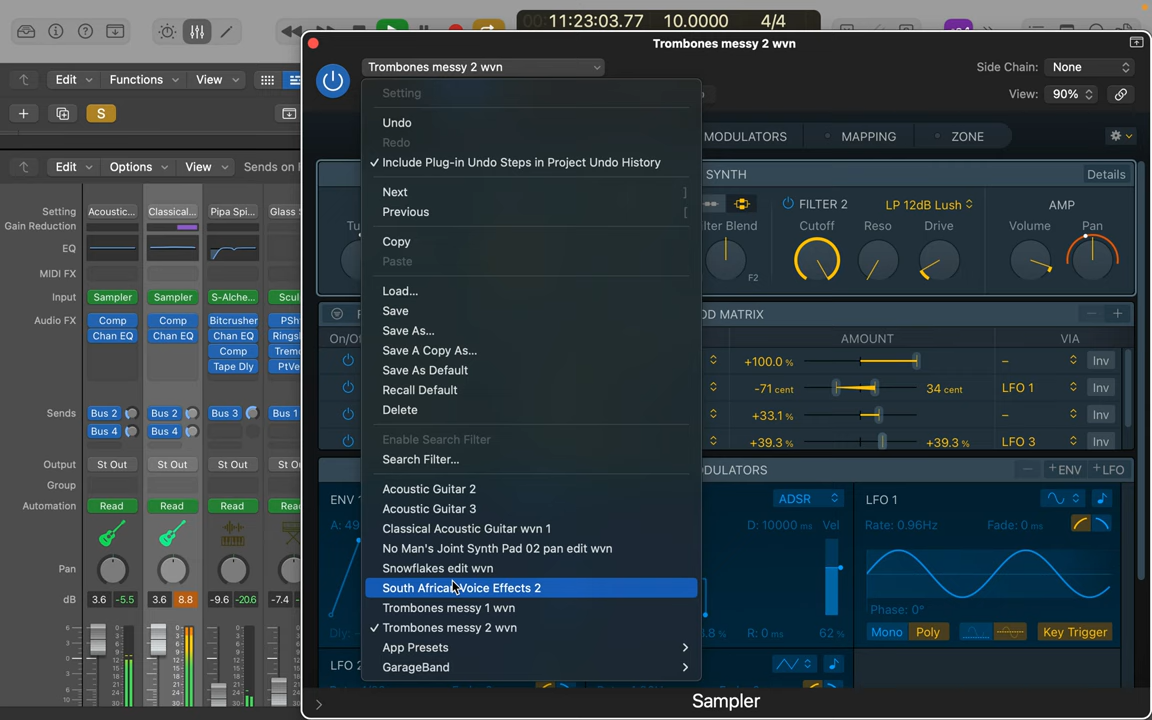 00:11:23:03.77 10.0000 4/4
Trombones messy 2 wvn
Trombones messy 2 wvn
Side Chain: None
View: 90%
Edit Functions View
S
MODULATORS MAPPING ZONE
Edit Options View Sends on
SYNTH Details
FILTER 2 LP 12dB Lush AMP
Cutoff Reso Drive Volume Pan
F2
MOD MATRIX
AMOUNT VIA
+100.0 % – Inv
-71 cent 34 cent LFO 1 Inv
+33.1 % – Inv
+39.3 % +39.3 % LFO 3 Inv
+ENV +LFO
ENV 1 ADSR LFO 1
D: 10000 ms Vel Rate: 0.96Hz Fade: 0 ms
Phase: 0°
R: 0 ms 62 % Mono Poly Key Trigger
LFO 2
Sampler
Setting
Undo
Redo
Include Plug-in Undo Steps in Project Undo History
Next ]
Previous [
Copy
Paste
Load...
Save
Save As...
Save A Copy As...
Save As Default
Recall Default
Delete
Enable Search Filter
Search Filter...
Acoustic Guitar 2
Acoustic Guitar 3
Classical Acoustic Guitar wvn 1
No Man's Joint Synth Pad 02 pan edit wvn
Snowflakes edit wvn
South African Voice Effects 2
Trombones messy 1 wvn
Trombones messy 2 wvn
App Presets
GarageBand
Setting Acoustic... Classical... Pipa Spi... Glass
Gain Reduction
EQ
MIDI FX
Input Sampler Sampler S-Alche... Scul
Audio FX Comp Comp Bitcrusher PSh
Chan EQ Chan EQ Chan EQ Rings
Comp Tremo
Tape Dly PtVe
Sends Bus 2 Bus 2 Bus 3 Bus 1
Bus 4 Bus 4
Output St Out St Out St Out St Ou
Group
Automation Read Read Read Read
Pan
dB 3.6 -5.5 3.6 8.8 -9.6 -20.6 -7.4